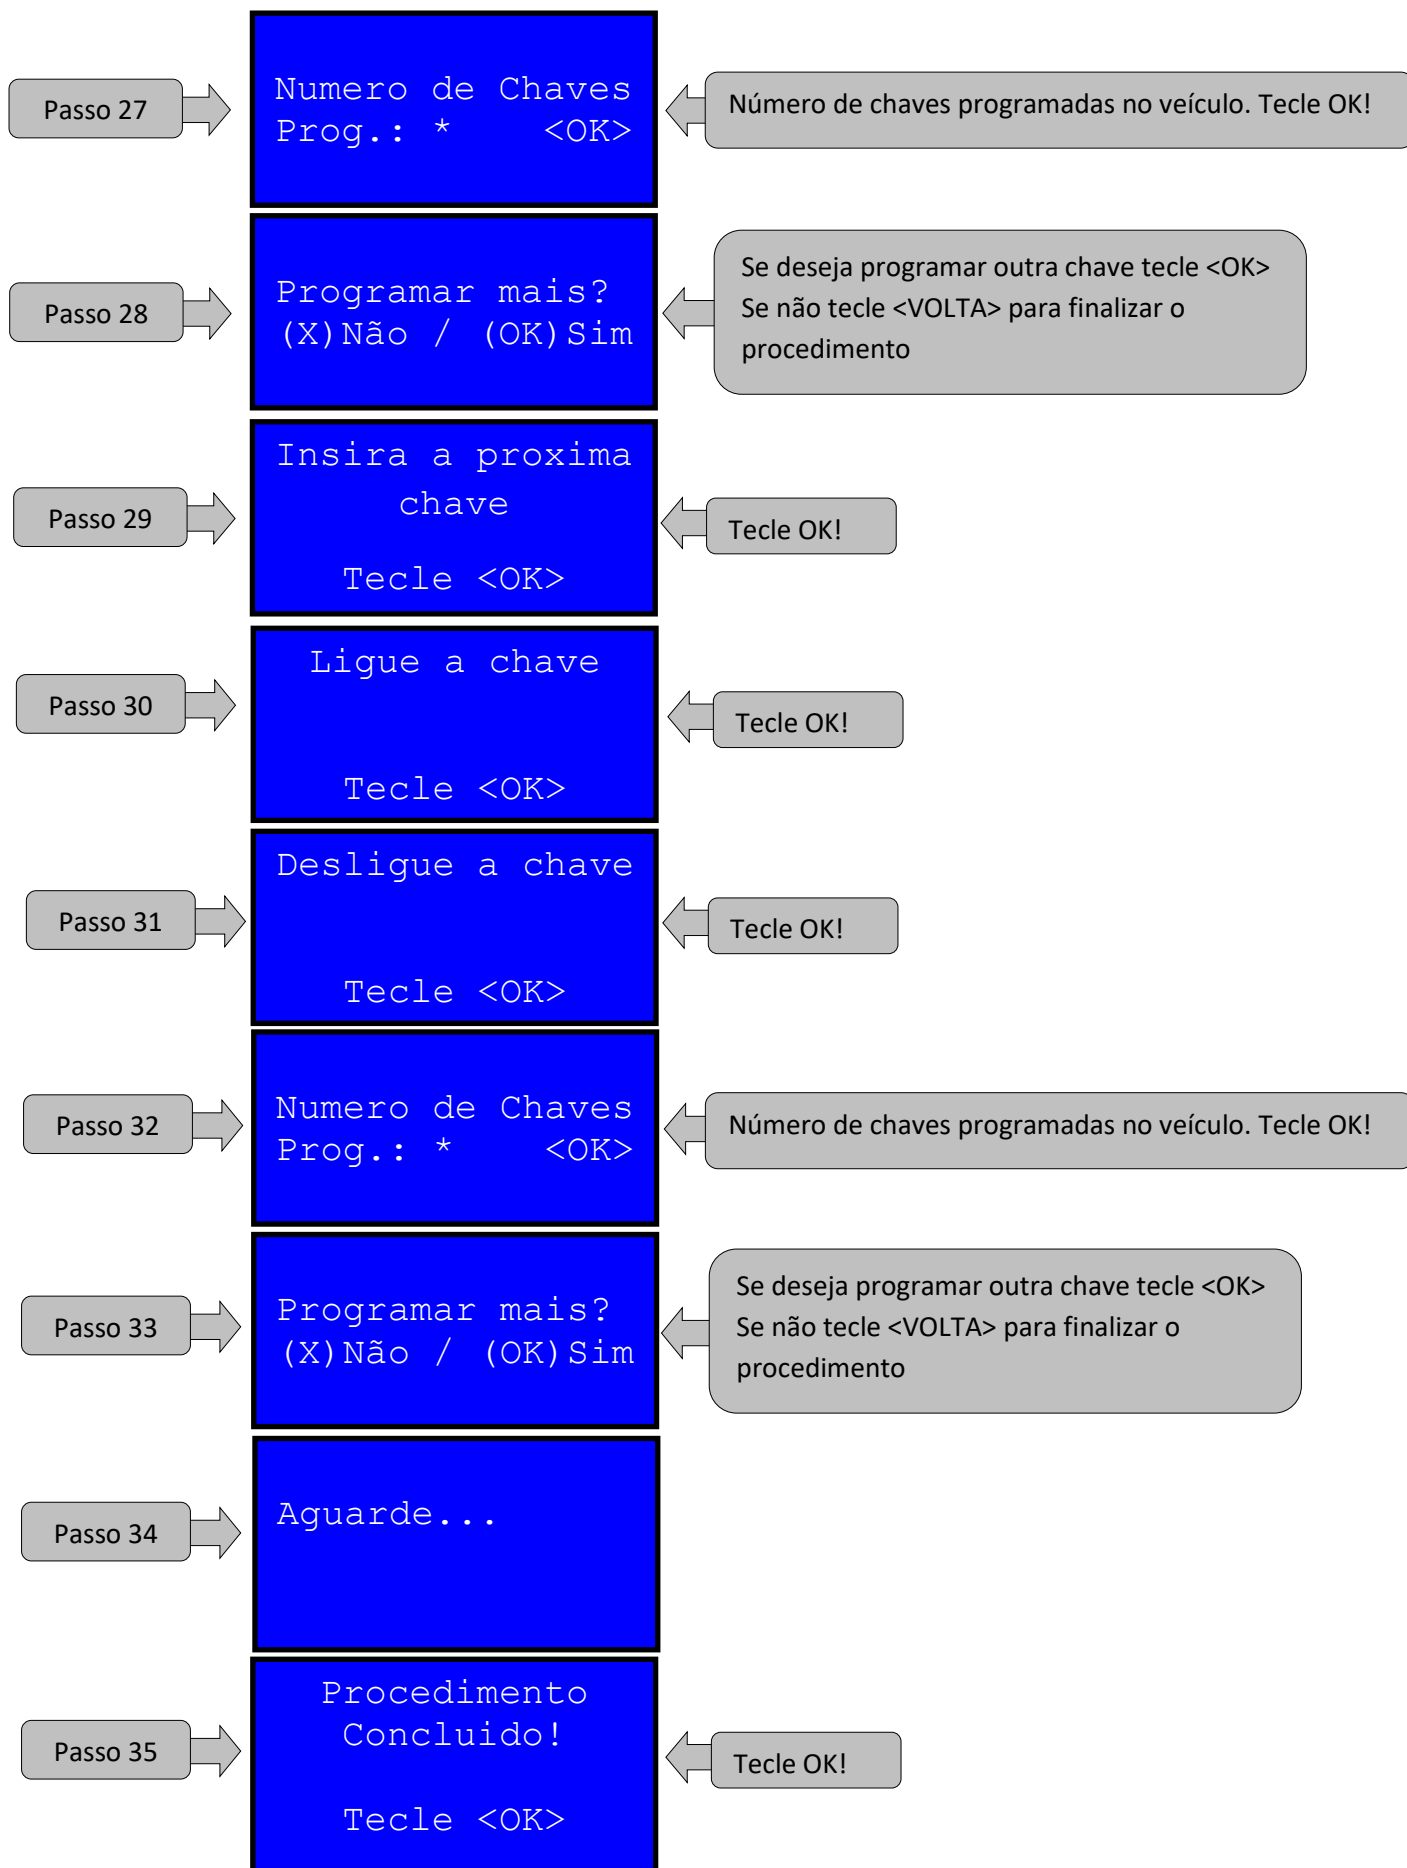 Passo 27
Numero de Chaves
Prog.: * <OK>
Número de chaves programadas no veículo. Tecle OK!
Passo 28
Programar mais?
(X)Não / (OK)Sim
Se deseja programar outra chave tecle <OK>
Se não tecle <VOLTA> para finalizar o
procedimento
Passo 29
Insira a proxima
chave
Tecle <OK>
Tecle OK!
Passo 30
Ligue a chave
Tecle <OK>
Tecle OK!
Passo 31
Desligue a chave
Tecle <OK>
Tecle OK!
Passo 32
Numero de Chaves
Prog.: * <OK>
Número de chaves programadas no veículo. Tecle OK!
Passo 33
Programar mais?
(X)Não / (OK)Sim
Se deseja programar outra chave tecle <OK>
Se não tecle <VOLTA> para finalizar o
procedimento
Passo 34
Aguarde...
Passo 35
Procedimento
Concluido!
Tecle <OK>
Tecle OK!